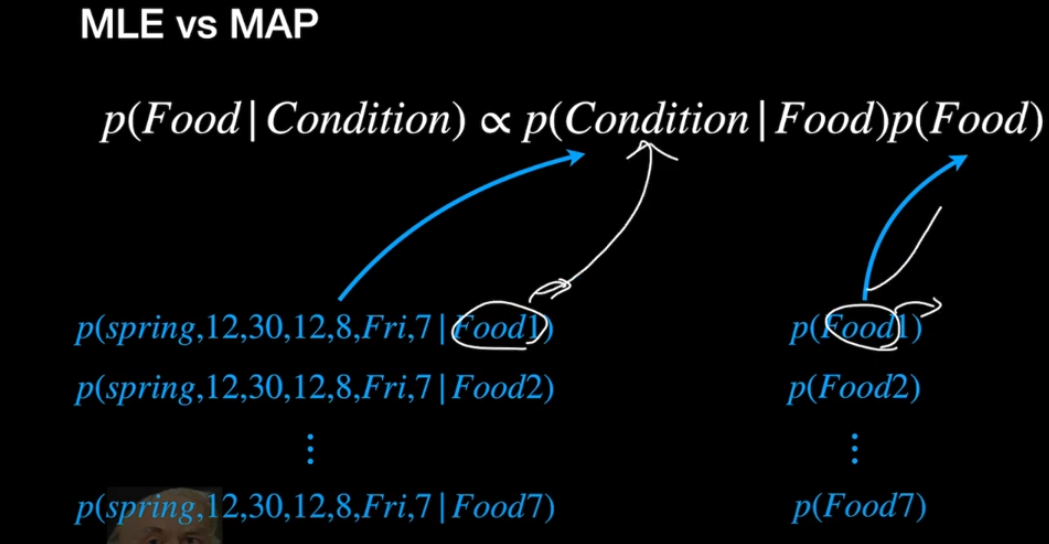 MLE vs MAP
p(Food | Condition) ∝ p(Condition | Food)p(Food)
p(spring,12,30,12,8,Fri,7 | Food1) p(Food1)
p(spring,12,30,12,8,Fri,7 | Food2) p(Food2)
⋮ ⋮
p(spring,12,30,12,8,Fri,7 | Food7) p(Food7)